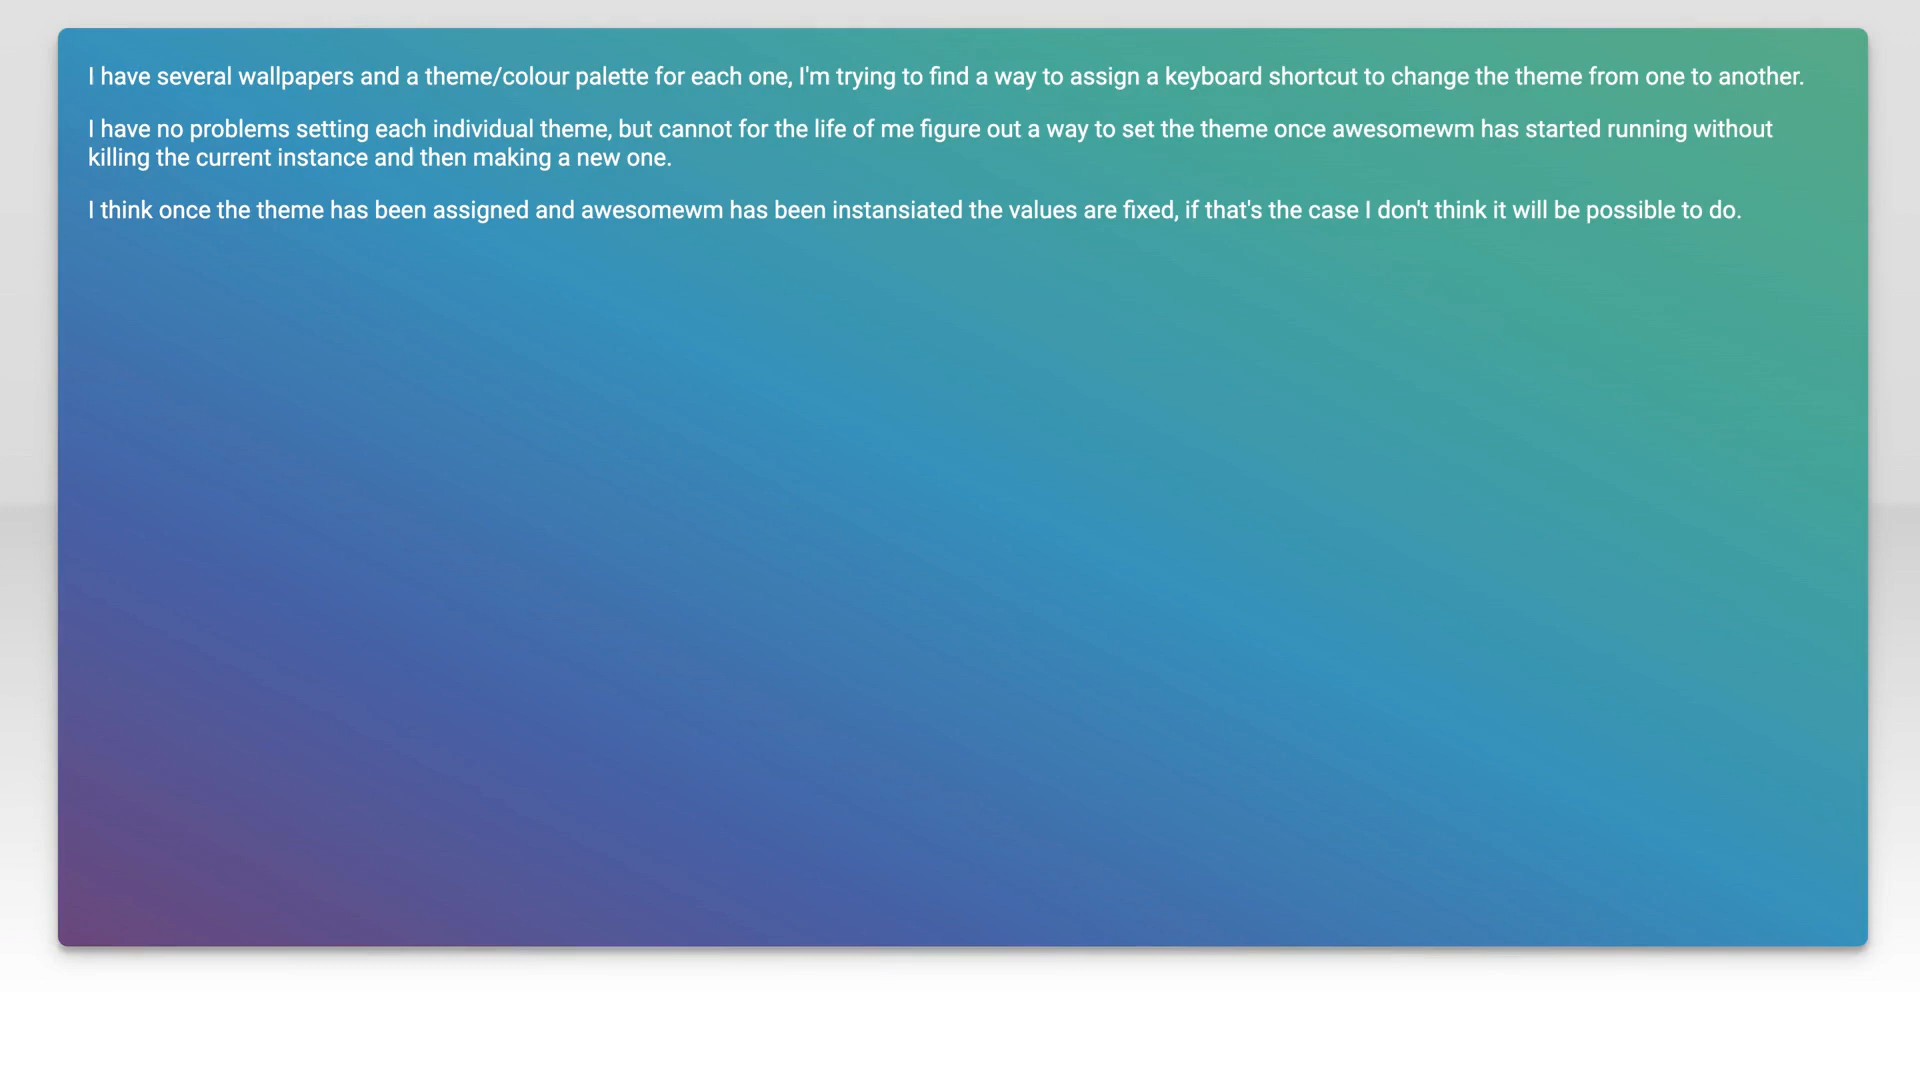 I have several wallpapers and a theme/colour palette for each one, I'm trying to find a way to assign a keyboard shortcut to change the theme from one to another.
I have no problems setting each individual theme, but cannot for the life of me figure out a way to set the theme once awesomewm has started running without
killing the current instance and then making a new one.
I think once the theme has been assigned and awesomewm has been instansiated the values are fixed, if that's the case I don't think it will be possible to do.